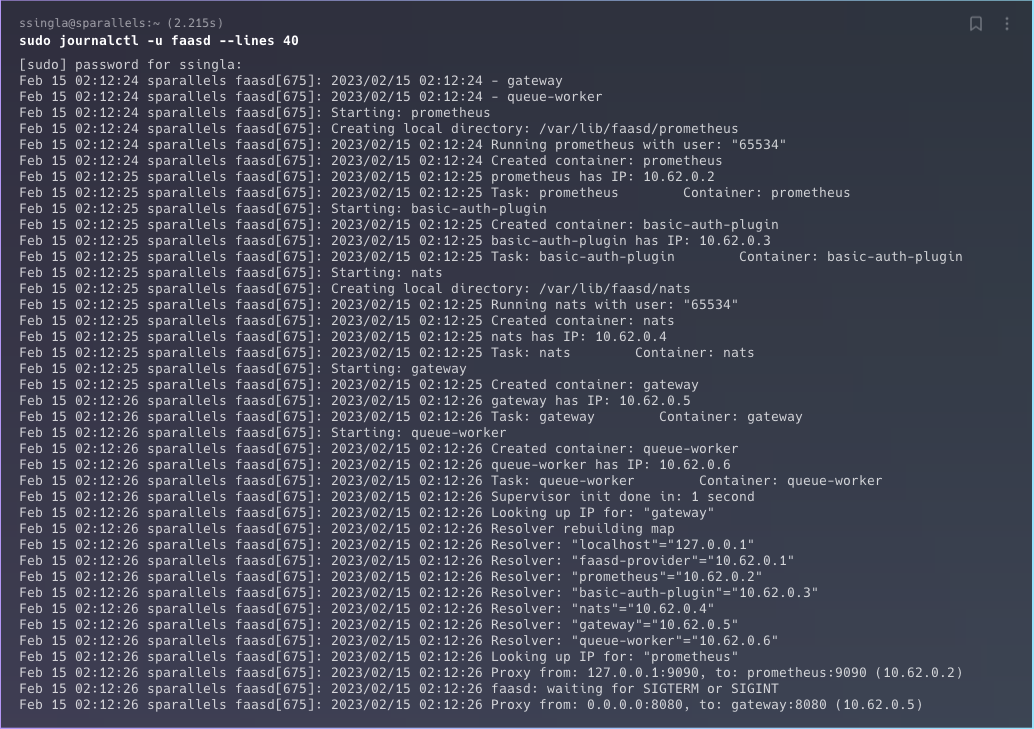 ssingla@sparallels:~ (2.215s)
sudo journalctl -u faasd --lines 40
[sudo] password for ssingla:
Feb 15 02:12:24 sparallels faasd[675]: 2023/02/15 02:12:24 - gateway
Feb 15 02:12:24 sparallels faasd[675]: 2023/02/15 02:12:24 - queue-worker
Feb 15 02:12:24 sparallels faasd[675]: Starting: prometheus
Feb 15 02:12:24 sparallels faasd[675]: Creating local directory: /var/lib/faasd/prometheus
Feb 15 02:12:24 sparallels faasd[675]: 2023/02/15 02:12:24 Running prometheus with user: "65534"
Feb 15 02:12:24 sparallels faasd[675]: 2023/02/15 02:12:24 Created container: prometheus
Feb 15 02:12:25 sparallels faasd[675]: 2023/02/15 02:12:25 prometheus has IP: 10.62.0.2
Feb 15 02:12:25 sparallels faasd[675]: 2023/02/15 02:12:25 Task: prometheus        Container: prometheus
Feb 15 02:12:25 sparallels faasd[675]: Starting: basic-auth-plugin
Feb 15 02:12:25 sparallels faasd[675]: 2023/02/15 02:12:25 Created container: basic-auth-plugin
Feb 15 02:12:25 sparallels faasd[675]: 2023/02/15 02:12:25 basic-auth-plugin has IP: 10.62.0.3
Feb 15 02:12:25 sparallels faasd[675]: 2023/02/15 02:12:25 Task: basic-auth-plugin        Container: basic-auth-plugin
Feb 15 02:12:25 sparallels faasd[675]: Starting: nats
Feb 15 02:12:25 sparallels faasd[675]: Creating local directory: /var/lib/faasd/nats
Feb 15 02:12:25 sparallels faasd[675]: 2023/02/15 02:12:25 Running nats with user: "65534"
Feb 15 02:12:25 sparallels faasd[675]: 2023/02/15 02:12:25 Created container: nats
Feb 15 02:12:25 sparallels faasd[675]: 2023/02/15 02:12:25 nats has IP: 10.62.0.4
Feb 15 02:12:25 sparallels faasd[675]: 2023/02/15 02:12:25 Task: nats        Container: nats
Feb 15 02:12:25 sparallels faasd[675]: Starting: gateway
Feb 15 02:12:25 sparallels faasd[675]: 2023/02/15 02:12:25 Created container: gateway
Feb 15 02:12:26 sparallels faasd[675]: 2023/02/15 02:12:26 gateway has IP: 10.62.0.5
Feb 15 02:12:26 sparallels faasd[675]: 2023/02/15 02:12:26 Task: gateway        Container: gateway
Feb 15 02:12:26 sparallels faasd[675]: Starting: queue-worker
Feb 15 02:12:26 sparallels faasd[675]: 2023/02/15 02:12:26 Created container: queue-worker
Feb 15 02:12:26 sparallels faasd[675]: 2023/02/15 02:12:26 queue-worker has IP: 10.62.0.6
Feb 15 02:12:26 sparallels faasd[675]: 2023/02/15 02:12:26 Task: queue-worker        Container: queue-worker
Feb 15 02:12:26 sparallels faasd[675]: 2023/02/15 02:12:26 Supervisor init done in: 1 second
Feb 15 02:12:26 sparallels faasd[675]: 2023/02/15 02:12:26 Looking up IP for: "gateway"
Feb 15 02:12:26 sparallels faasd[675]: 2023/02/15 02:12:26 Resolver rebuilding map
Feb 15 02:12:26 sparallels faasd[675]: 2023/02/15 02:12:26 Resolver: "localhost"="127.0.0.1"
Feb 15 02:12:26 sparallels faasd[675]: 2023/02/15 02:12:26 Resolver: "faasd-provider"="10.62.0.1"
Feb 15 02:12:26 sparallels faasd[675]: 2023/02/15 02:12:26 Resolver: "prometheus"="10.62.0.2"
Feb 15 02:12:26 sparallels faasd[675]: 2023/02/15 02:12:26 Resolver: "basic-auth-plugin"="10.62.0.3"
Feb 15 02:12:26 sparallels faasd[675]: 2023/02/15 02:12:26 Resolver: "nats"="10.62.0.4"
Feb 15 02:12:26 sparallels faasd[675]: 2023/02/15 02:12:26 Resolver: "gateway"="10.62.0.5"
Feb 15 02:12:26 sparallels faasd[675]: 2023/02/15 02:12:26 Resolver: "queue-worker"="10.62.0.6"
Feb 15 02:12:26 sparallels faasd[675]: 2023/02/15 02:12:26 Looking up IP for: "prometheus"
Feb 15 02:12:26 sparallels faasd[675]: 2023/02/15 02:12:26 Proxy from: 127.0.0.1:9090, to: prometheus:9090 (10.62.0.2)
Feb 15 02:12:26 sparallels faasd[675]: 2023/02/15 02:12:26 faasd: waiting for SIGTERM or SIGINT
Feb 15 02:12:26 sparallels faasd[675]: 2023/02/15 02:12:26 Proxy from: 0.0.0.0:8080, to: gateway:8080 (10.62.0.5)